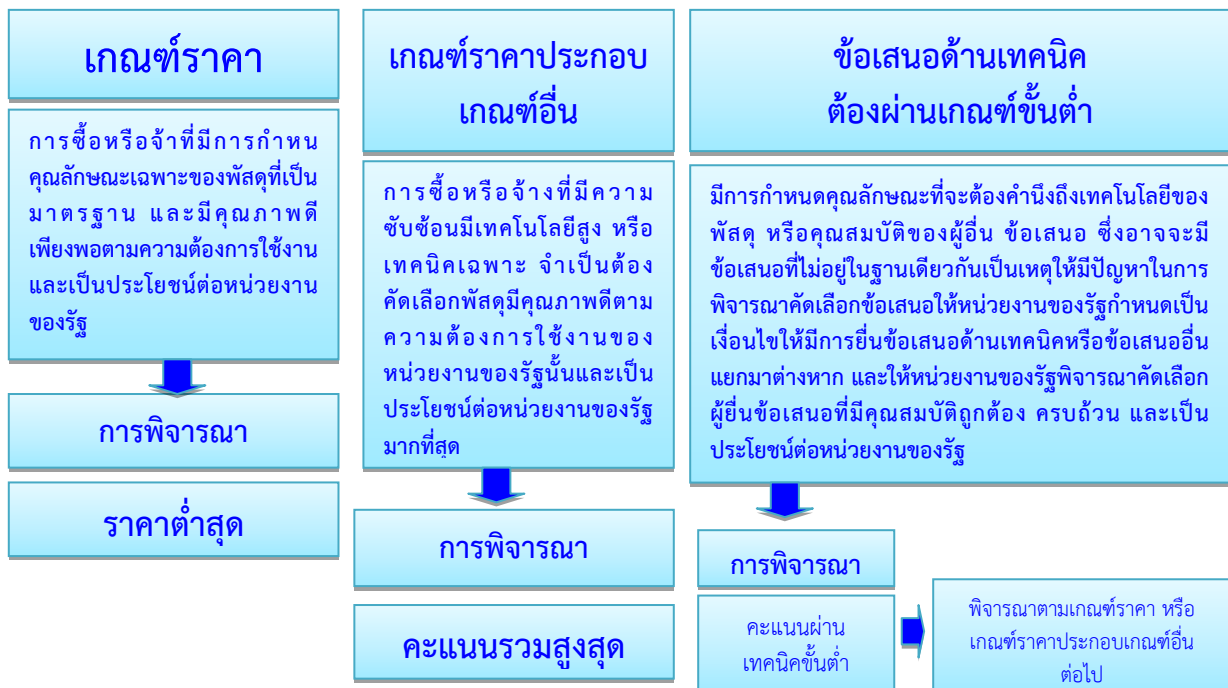 เกณฑ์ราคา
การซื้อหรือจ้าที่มีการกำหน
คุณลักษณะเฉพาะของพัสดุที่เป็น
มาตรฐาน และมีคุณภาพดี
เพียงพอตามความต้องการใช้งาน
และเป็นประโยชน์ต่อหน่วยงาน
ของรัฐ
การพิจารณา
ราคาต่ำสุด
เกณฑ์ราคาประกอบ
เกณฑ์อื่น
การซื้อหรือจ้างที่มีความ
ซับซ้อนมีเทคโนโลยีสูง หรือ
เทคนิคเฉพาะ จำเป็นต้อง
คัดเลือกพัสดุมีคุณภาพดีตาม
ความต้องการใช้งานของ
หน่วยงานของรัฐนั้นและเป็น
ประโยชน์ต่อหน่วยงานของรัฐ
มากที่สุด
การพิจารณา
คะแนนรวมสูงสุด
ข้อเสนอด้านเทคนิค
ต้องผ่านเกณฑ์ขั้นต่ำ
มีการกำหนดคุณลักษณะที่จะต้องคำนึงถึงเทคโนโลยีของ
พัสดุ หรือคุณสมบัติของผู้อื่น ข้อเสนอ ซึ่งอาจจะมี
ข้อเสนอที่ไม่อยู่ในฐานเดียวกันเป็นเหตุให้มีปัญหาในการ
พิจารณาคัดเลือกข้อเสนอให้หน่วยงานของรัฐกำหนดเป็น
เงื่อนไขให้มีการยื่นข้อเสนอด้านเทคนิคหรือข้อเสนออื่น
แยกมาต่างหาก และให้หน่วยงานของรัฐพิจารณาคัดเลือก
ผู้ยื่นข้อเสนอที่มีคุณสมบัติถูกต้อง ครบถ้วน และเป็น
ประโยชน์ต่อหน่วยงานของรัฐ
การพิจารณา
คะแนนผ่าน
เทคนิคขั้นต่ำ
พิจารณาตามเกณฑ์ราคา หรือ
เกณฑ์ราคาประกอบเกณฑ์อื่น
ต่อไป